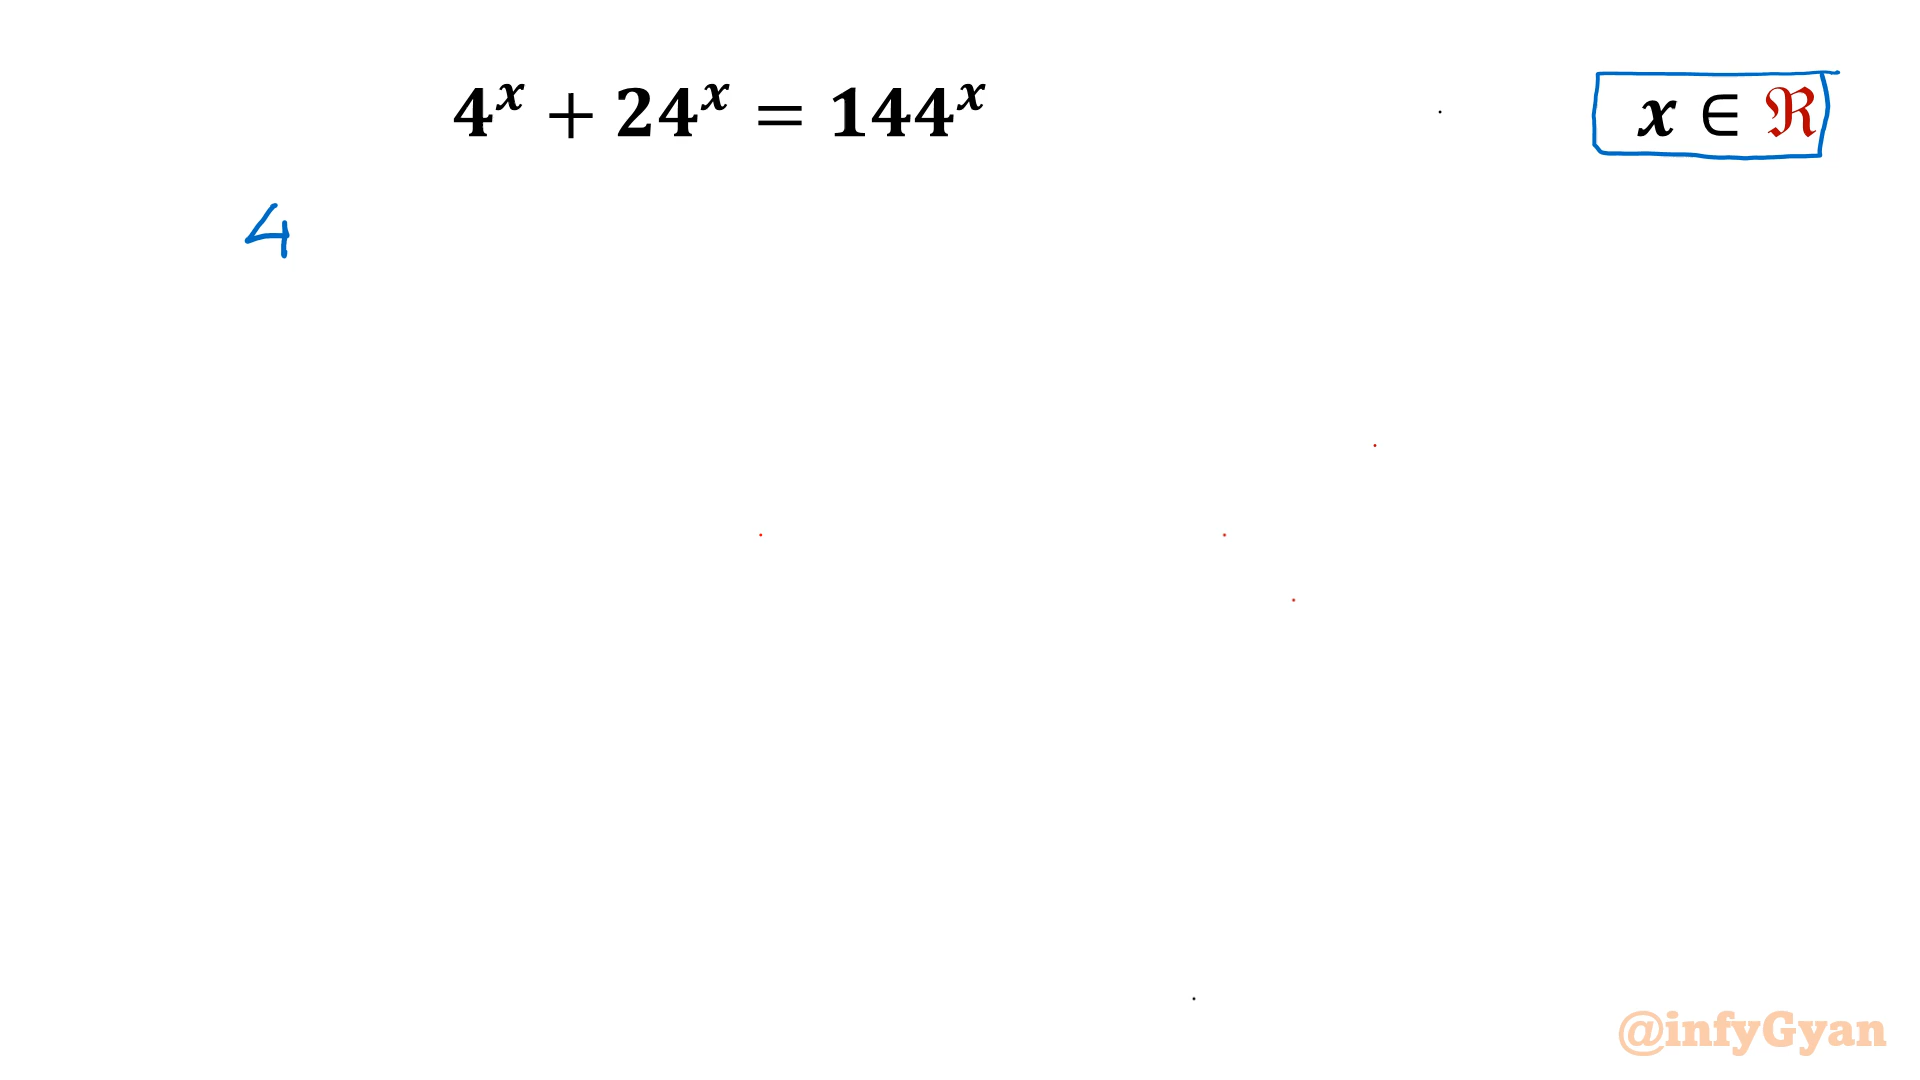 4^x + 24^x = 144^x
x ∈ ℜ
4
@infyGyan